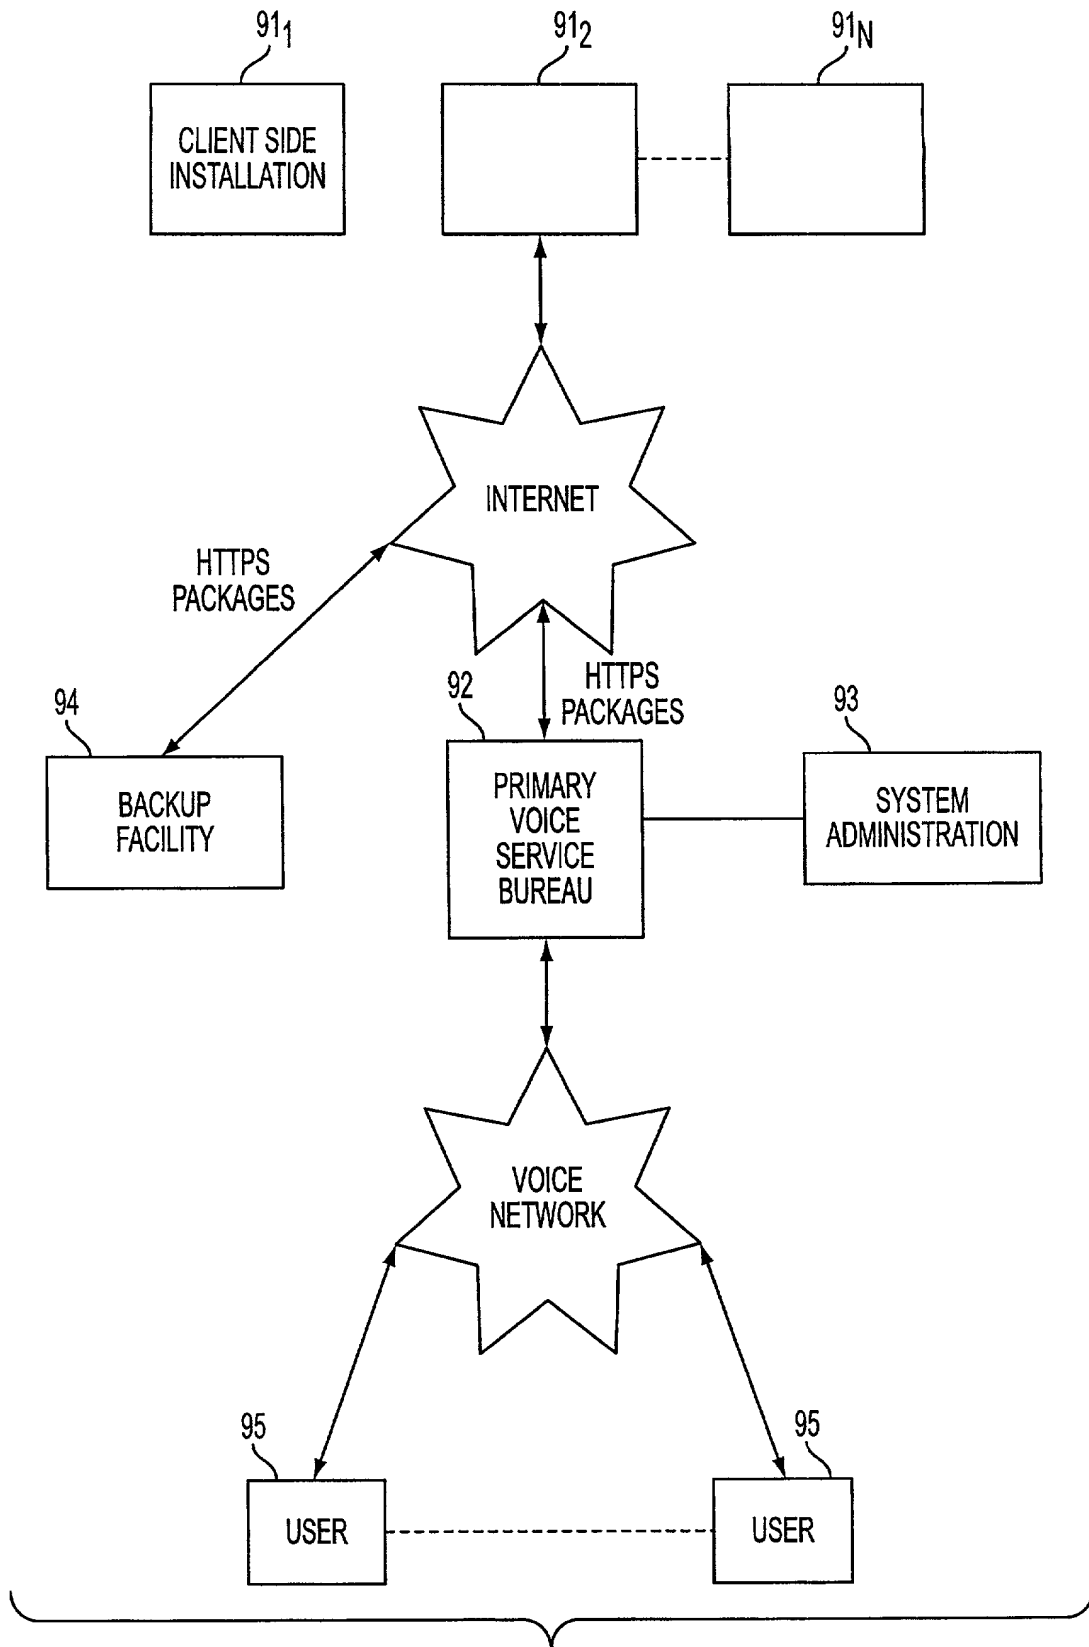 91₁
91₂
91N
CLIENT SIDE
INSTALLATION
INTERNET
HTTPS
PACKAGES
HTTPS
PACKAGES
94
92
93
BACKUP
FACILITY
PRIMARY
VOICE
SERVICE
BUREAU
SYSTEM
ADMINISTRATION
VOICE
NETWORK
95
95
USER
USER